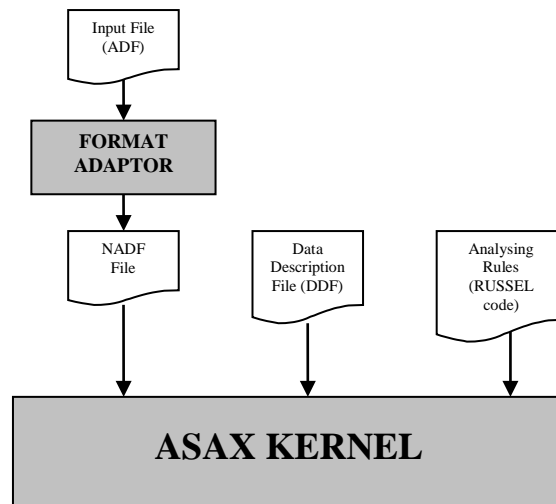 Input File
(ADF)
FORMAT
ADAPTOR
NADF
File
Data
Description
File (DDF)
Analysing
Rules
(RUSSEL
code)
ASAX KERNEL